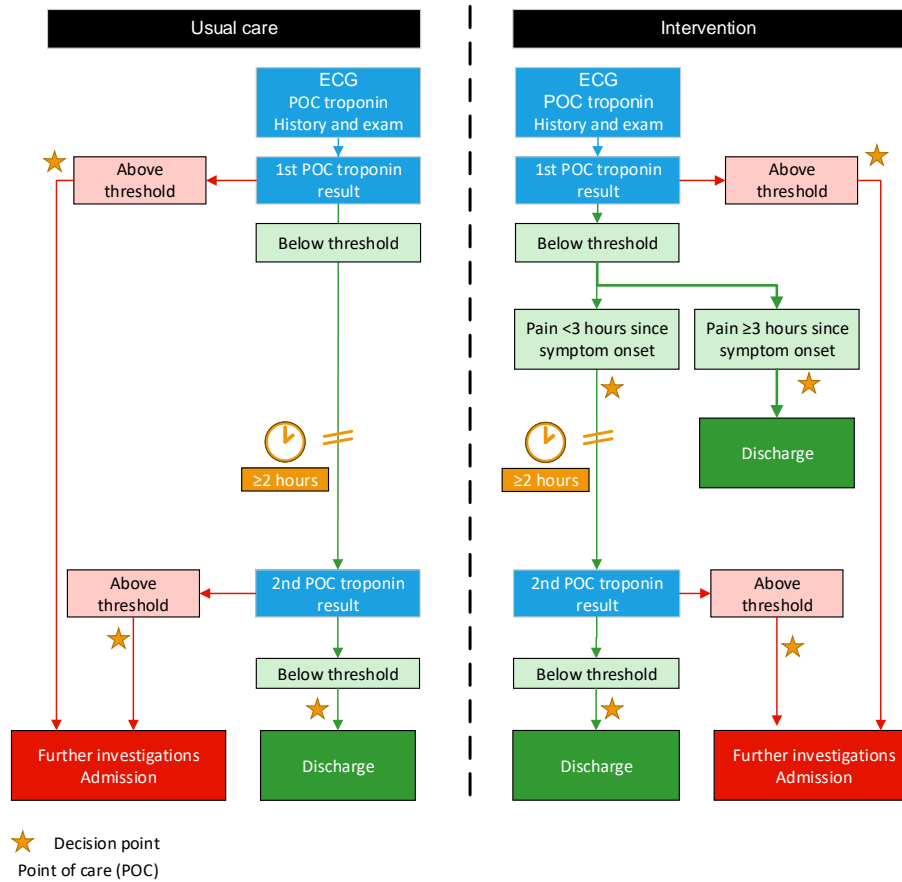 Usual care
ECG
POC troponin
History and exam
Above
threshold
1st POC troponin
result
Below threshold
≥2 hours
Above
threshold
2nd POC troponin
result
Below threshold
Further investigations
Admission
Discharge
Intervention
ECG
POC troponin
History and exam
1st POC troponin
result
Above
threshold
Below threshold
Pain <3 hours since
symptom onset
Pain ≥3 hours since
symptom onset
Discharge
≥2 hours
2nd POC troponin
result
Above
threshold
Below threshold
Discharge
Further investigations
Admission
Decision point
Point of care (POC)